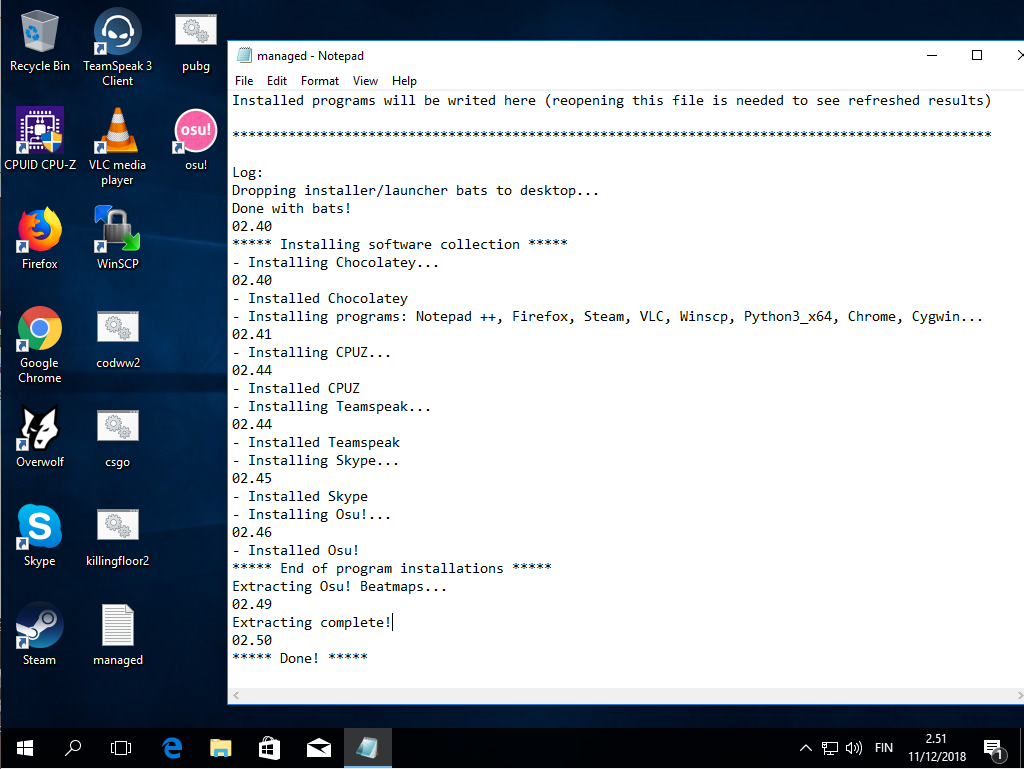 Recycle Bin
TeamSpeak 3
Client
pubg
CPUID CPU-Z
VLC media
player
osu!
osu!
Firefox
WinSCP
Google
Chrome
codww2
Overwolf
csgo
S
Skype
killingfloor2
Steam
managed
managed - Notepad
File Edit Format View Help
Installed programs will be writed here (reopening this file is needed to see refreshed results)
***********************************************************************************************
Log:
Dropping installer/launcher bats to desktop...
Done with bats!
02.40
***** Installing software collection *****
- Installing Chocolatey...
02.40
- Installed Chocolatey
- Installing programs: Notepad ++, Firefox, Steam, VLC, Winscp, Python3_x64, Chrome, Cygwin...
02.41
- Installing CPUZ...
02.44
- Installed CPUZ
- Installing Teamspeak...
02.44
- Installed Teamspeak
- Installing Skype...
02.45
- Installed Skype
- Installing Osu!...
02.46
- Installed Osu!
***** End of program installations *****
Extracting Osu! Beatmaps...
02.49
Extracting complete!
02.50
***** Done! *****
FIN
2.51
11/12/2018
1